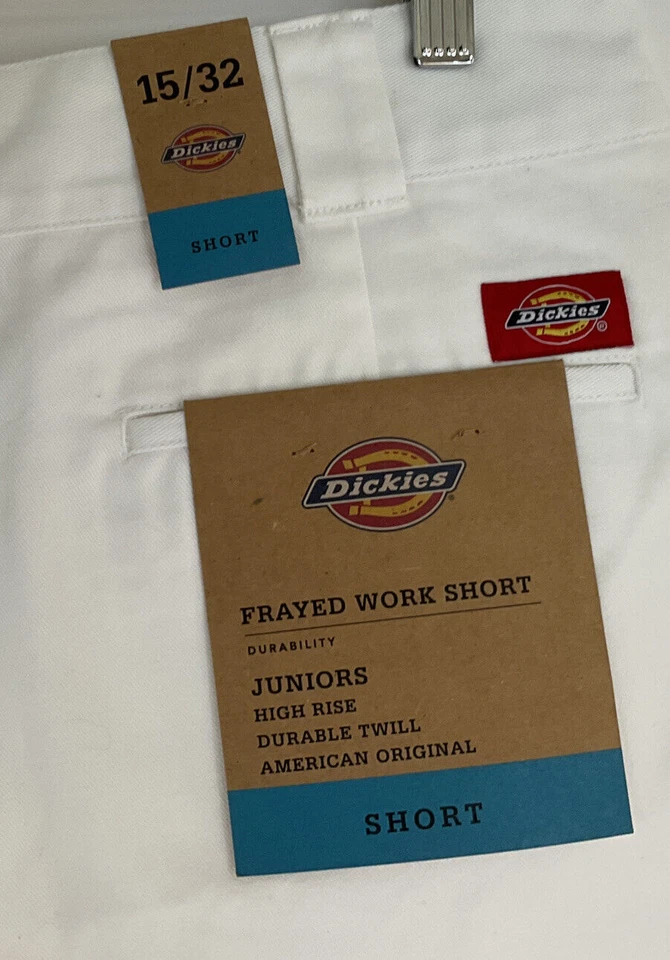 15/32
Dickies
SHORT
Dickies®
Dickies®
FRAYED WORK SHORT
DURABILITY
JUNIORS
HIGH RISE
DURABLE TWILL
AMERICAN ORIGINAL
SHORT